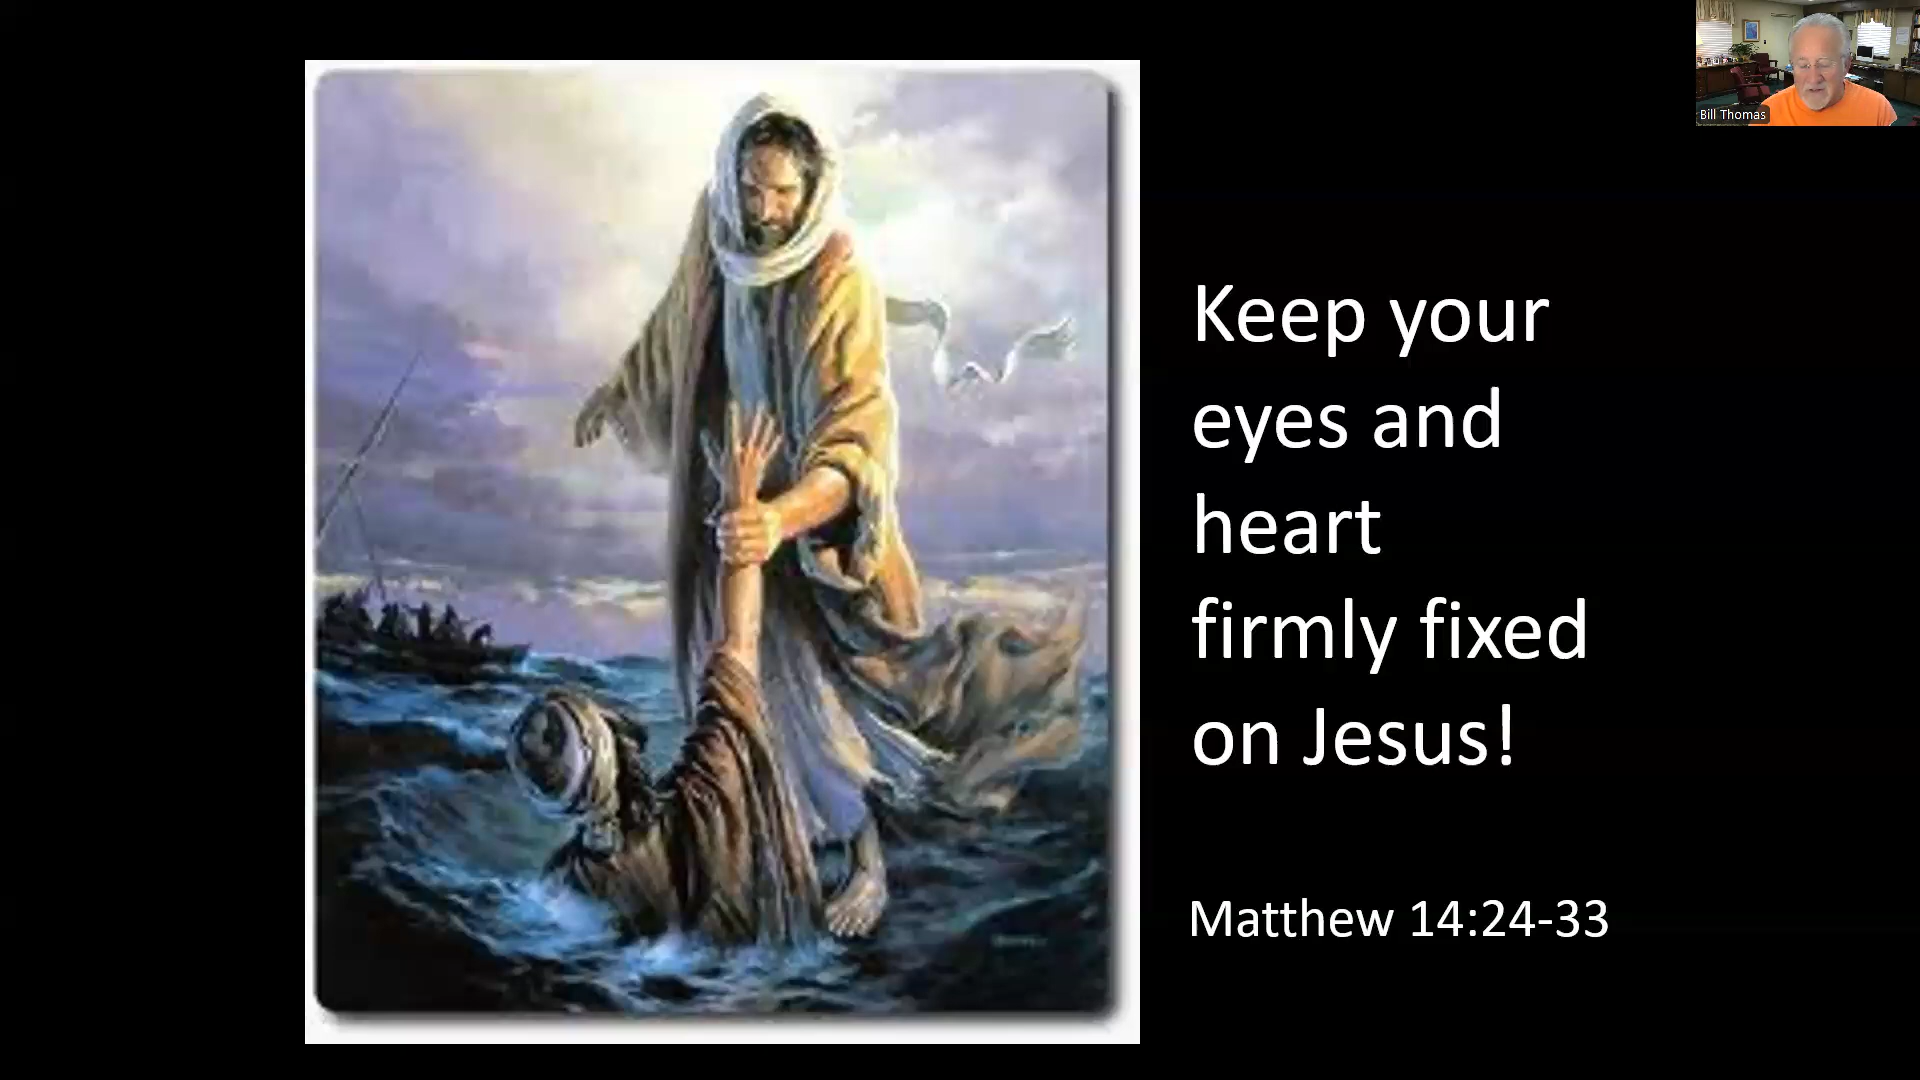 Bill Thomas
Keep your
eyes and
heart
firmly fixed
on Jesus!
Matthew 14:24-33